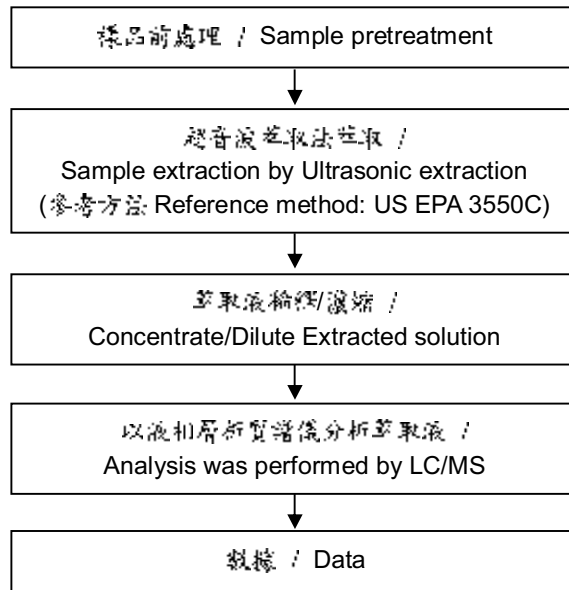 樣品前處理 / Sample pretreatment
超音波萃取法萃取 /
Sample extraction by Ultrasonic extraction
(參考方法 Reference method: US EPA 3550C)
萃取液稀釋/濃縮 /
Concentrate/Dilute Extracted solution
以液相層析質譜儀分析萃取液 /
Analysis was performed by LC/MS
數據 / Data